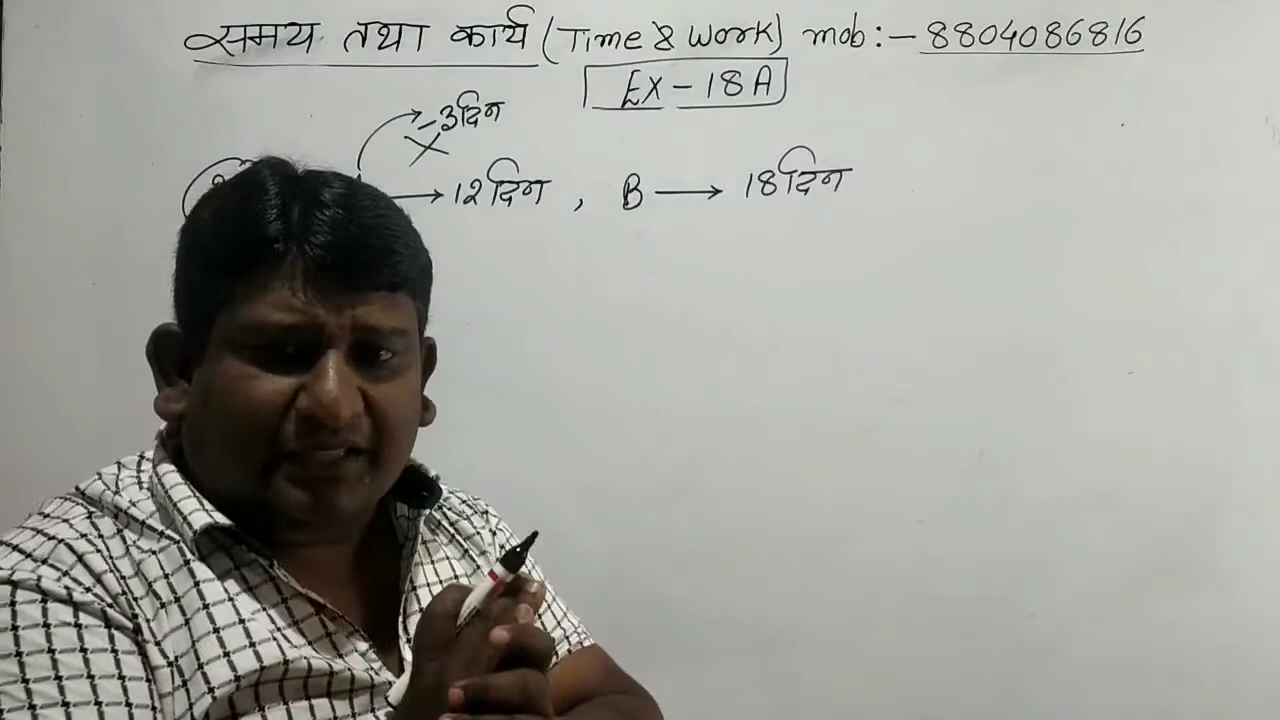 समय तथा कार्य (Time & Work) mob:- 8804086816
EX-18A
-3दिन
→ 12दिन , B → 18दिन